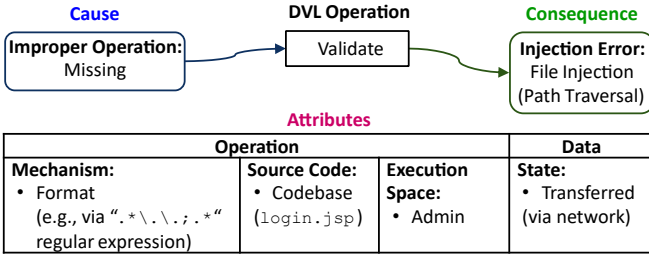 Cause
DVL Operation
Consequence
Improper Operation:
Missing
Validate
Injection Error:
File Injection
(Path Traversal)
Attributes
Operation
Data
Mechanism:
• Format
(e.g., via “.*\.\.;.*“
regular expression)
Source Code:
• Codebase
(login.jsp)
Execution
Space:
• Admin
State:
• Transferred
(via network)